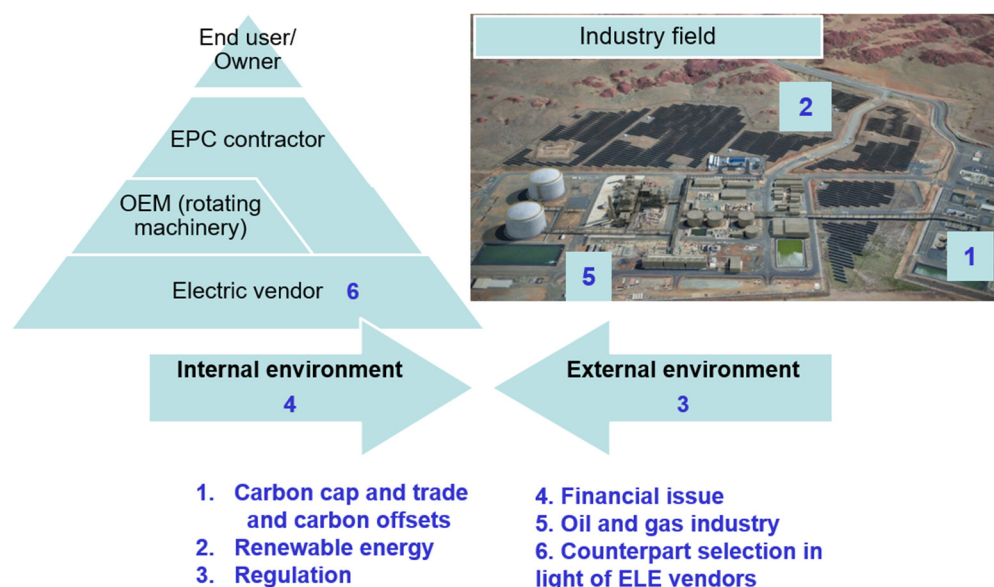 End user/
Owner
EPC contractor
OEM (rotating
machinery)
Electric vendor 6
Industry field
2
1
5
Internal environment
4
External environment
3
1. Carbon cap and trade
and carbon offsets
2. Renewable energy
3. Regulation
4. Financial issue
5. Oil and gas industry
6. Counterpart selection in
light of ELE vendors